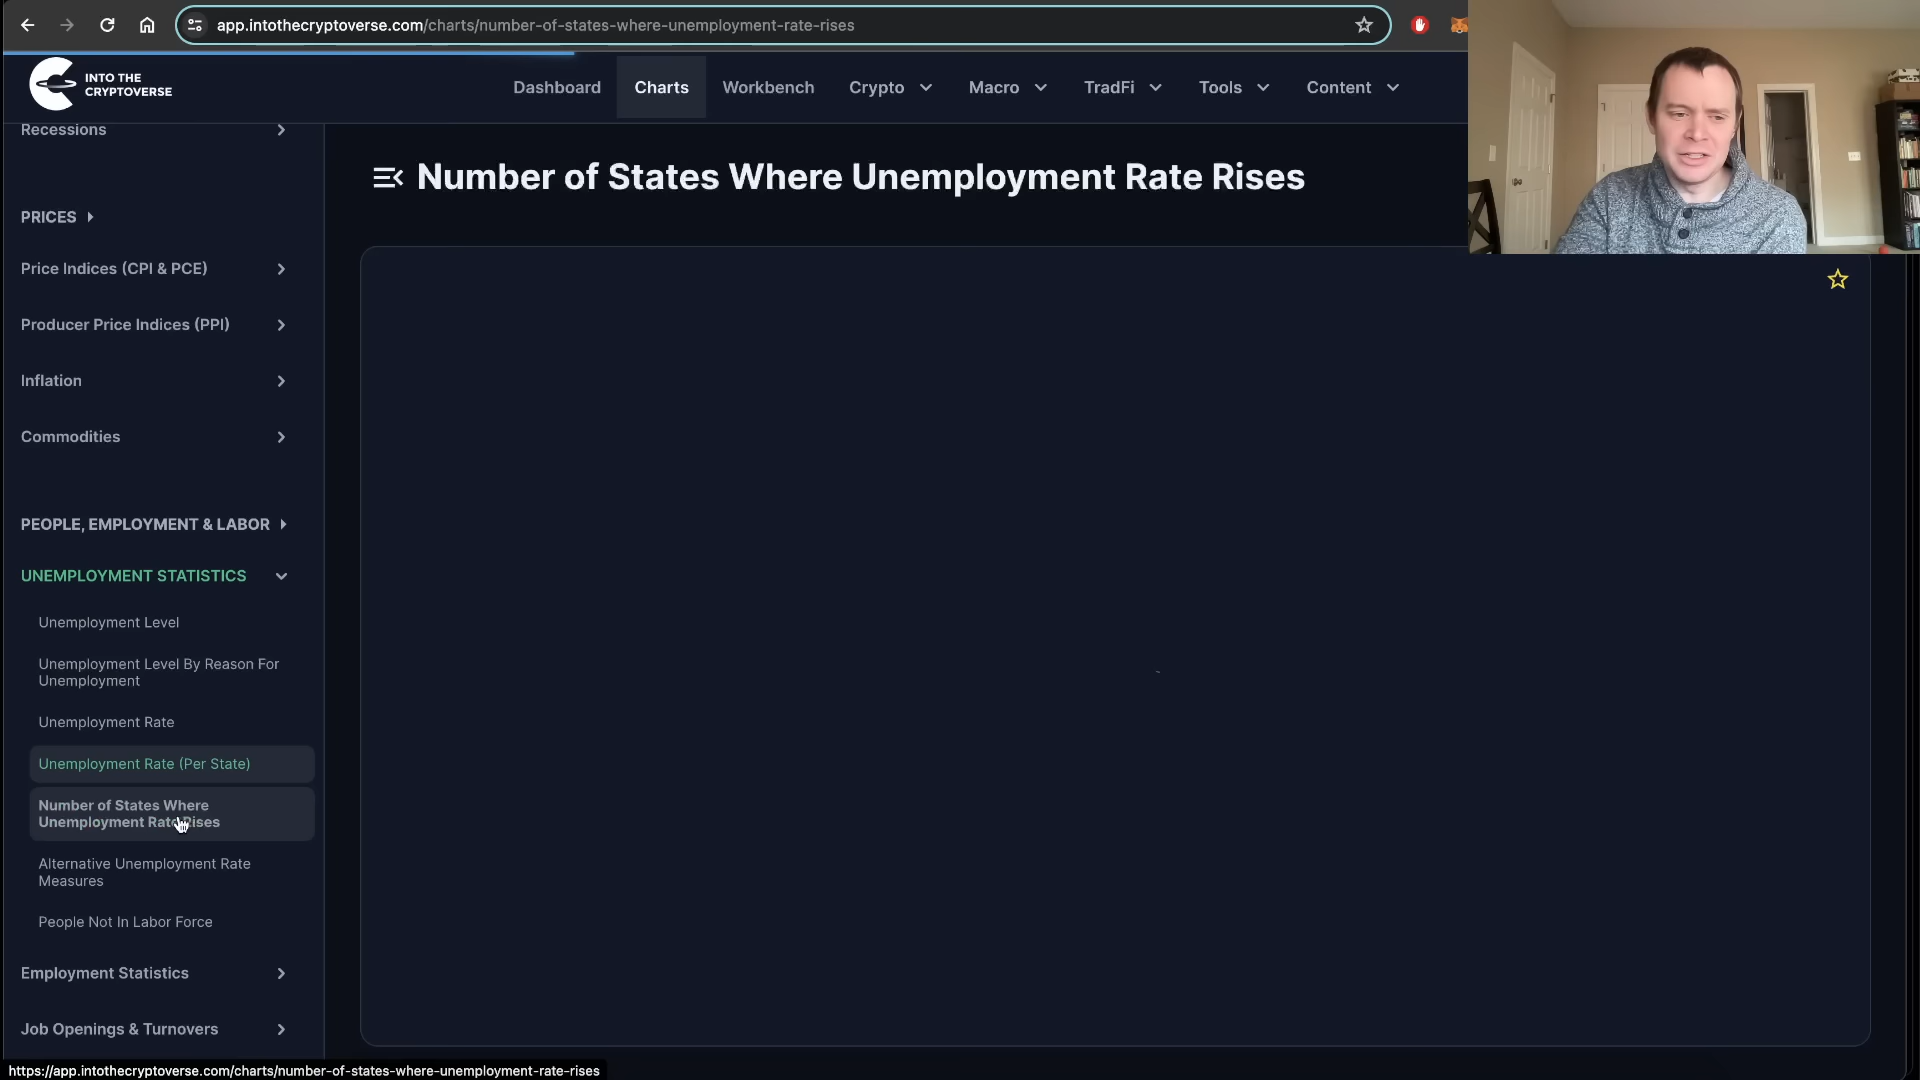 app.intothecryptoverse.com/charts/number-of-states-where-unemployment-rate-rises
INTO THE
CRYPTOVERSE
Dashboard
Charts
Workbench
Crypto
Macro
TradFi
Tools
Content
Recessions
PRICES
Price Indices (CPI & PCE)
Producer Price Indices (PPI)
Inflation
Commodities
PEOPLE, EMPLOYMENT & LABOR
UNEMPLOYMENT STATISTICS
Unemployment Level
Unemployment Level By Reason For
Unemployment
Unemployment Rate
Unemployment Rate (Per State)
Number of States Where
Unemployment Rate Rises
Alternative Unemployment Rate
Measures
People Not In Labor Force
Employment Statistics
Job Openings & Turnovers
Number of States Where Unemployment Rate Rises
https://app.intothecryptoverse.com/charts/number-of-states-where-unemployment-rate-rises